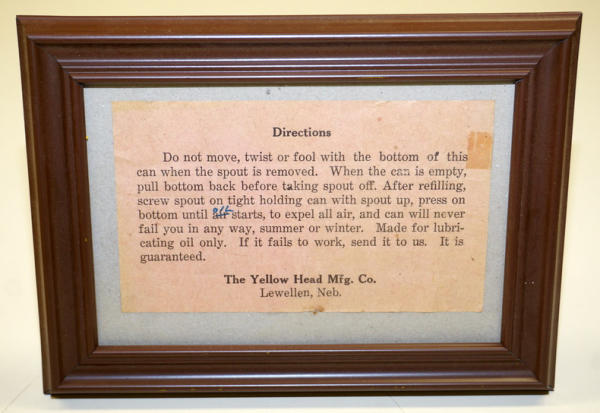 Directions
Do not move, twist or fool with the bottom of this
can when the spout is removed. When the can is empty,
pull bottom back before taking spout off. After refilling,
screw spout on tight holding can with spout up, press on
oil
bottom until air starts, to expel all air, and can will never
fail you in any way, summer or winter. Made for lubri-
cating oil only. If it fails to work, send it to us. It is
guaranteed.
The Yellow Head Mfg. Co.
Lewellen, Neb.